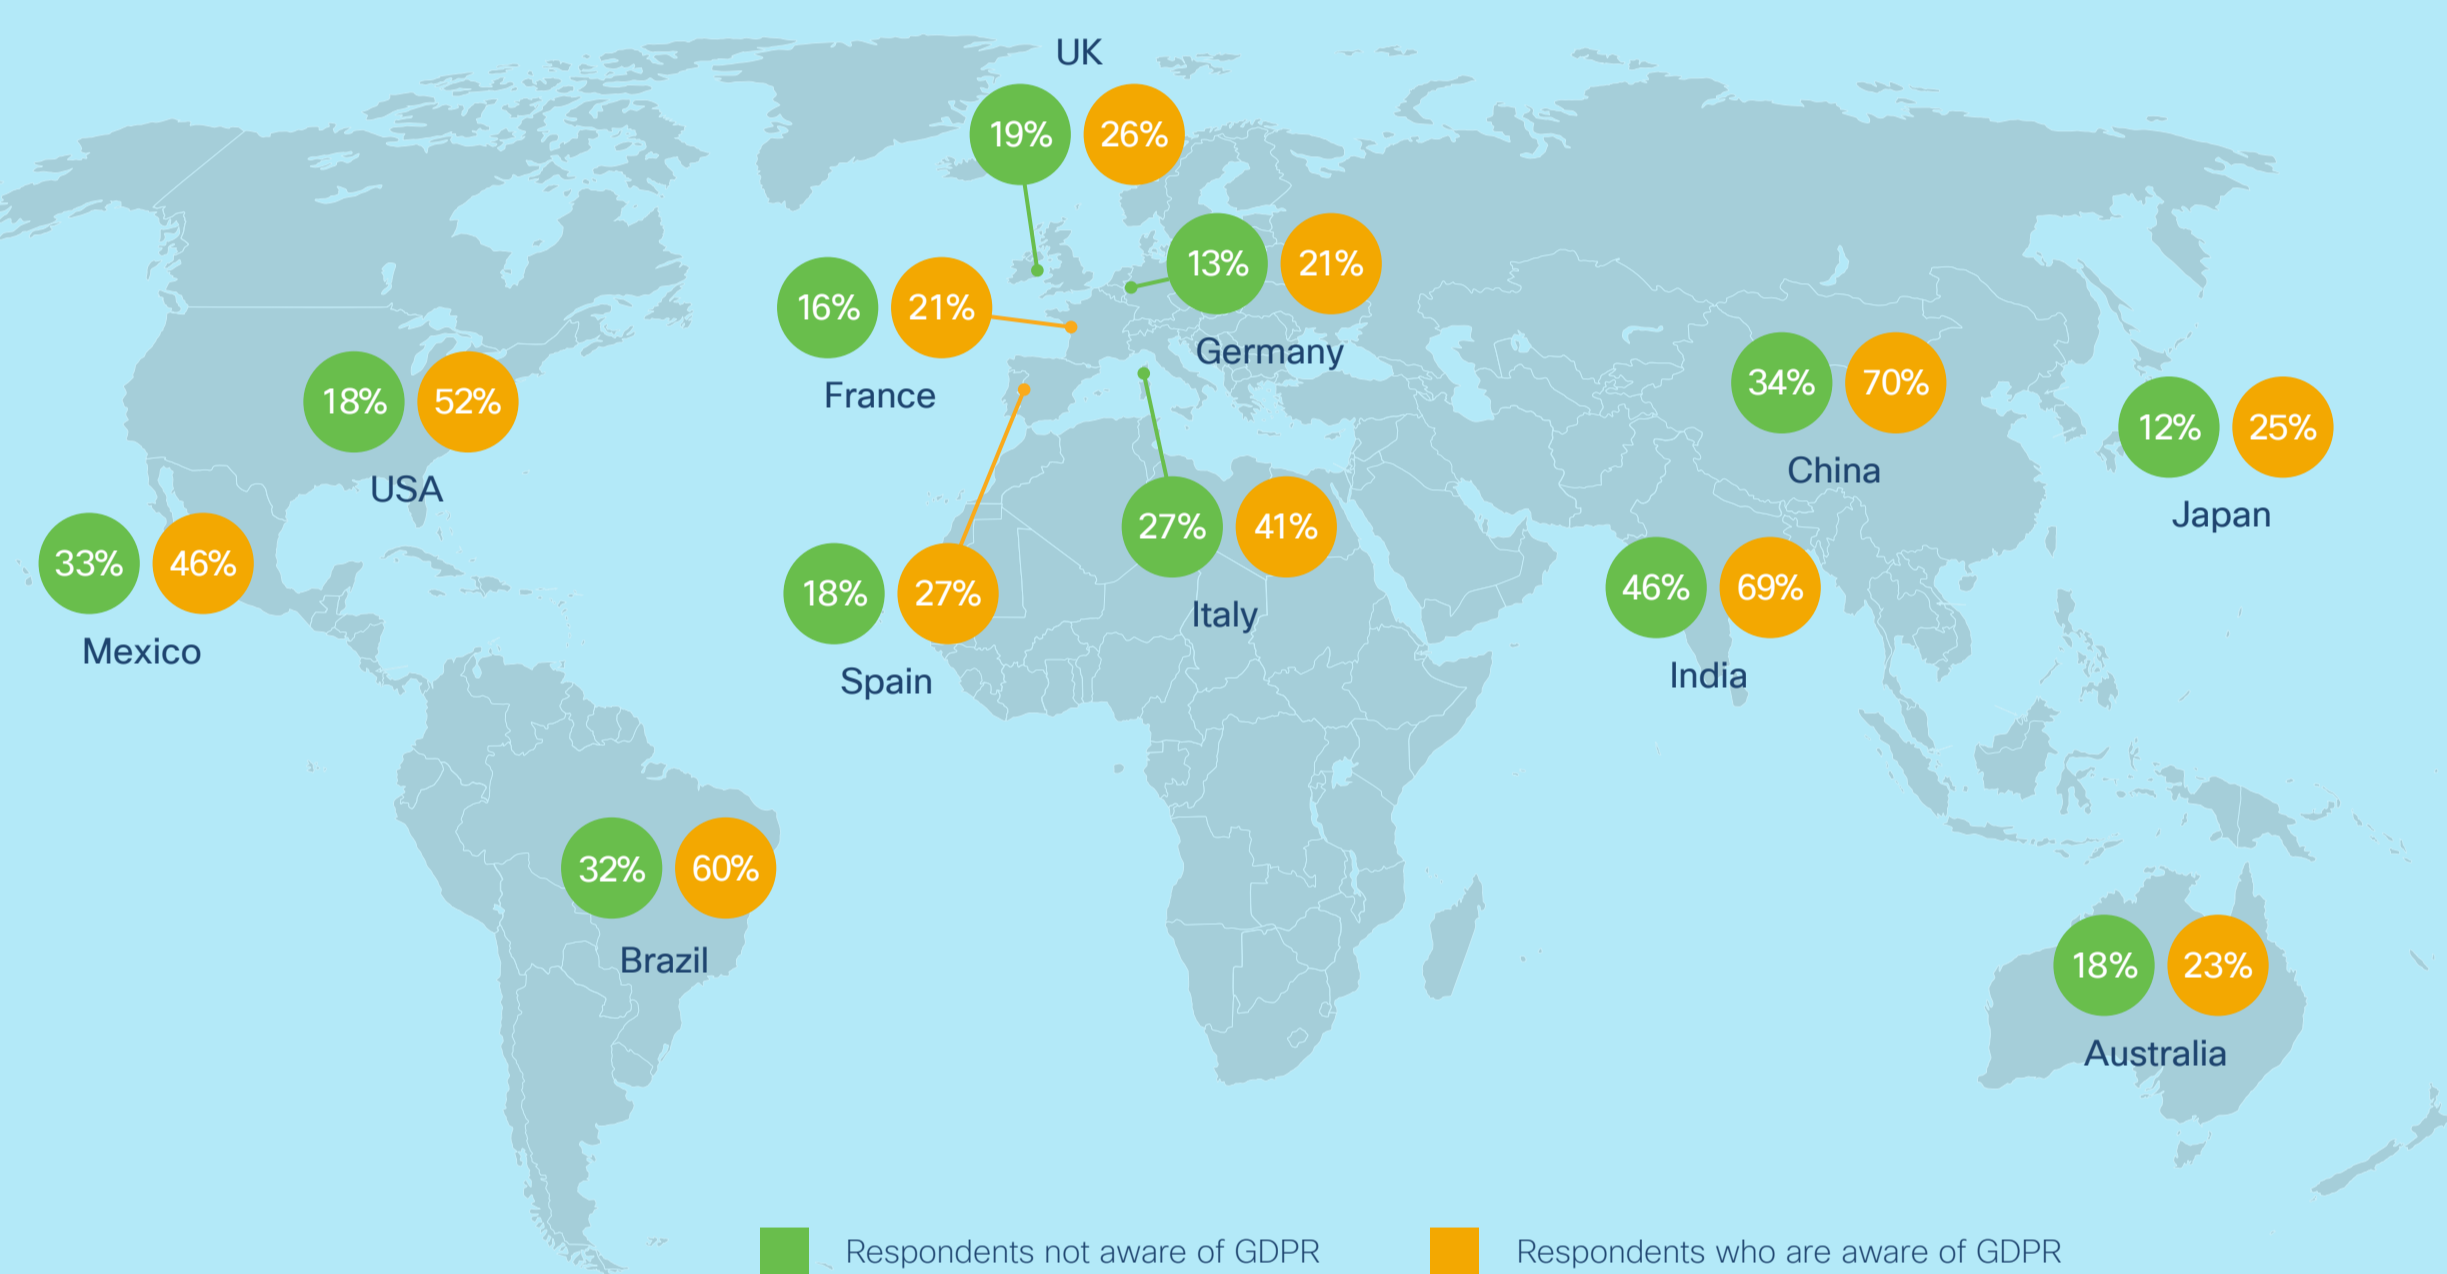 UK
19% 26%
13% 21%
Germany
16% 21%
France
18% 52%
USA
34% 70%
China
12% 25%
Japan
33% 46%
Mexico
27% 41%
Italy
18% 27%
Spain
46% 69%
India
32% 60%
Brazil
18% 23%
Australia
Respondents not aware of GDPR
Respondents who are aware of GDPR